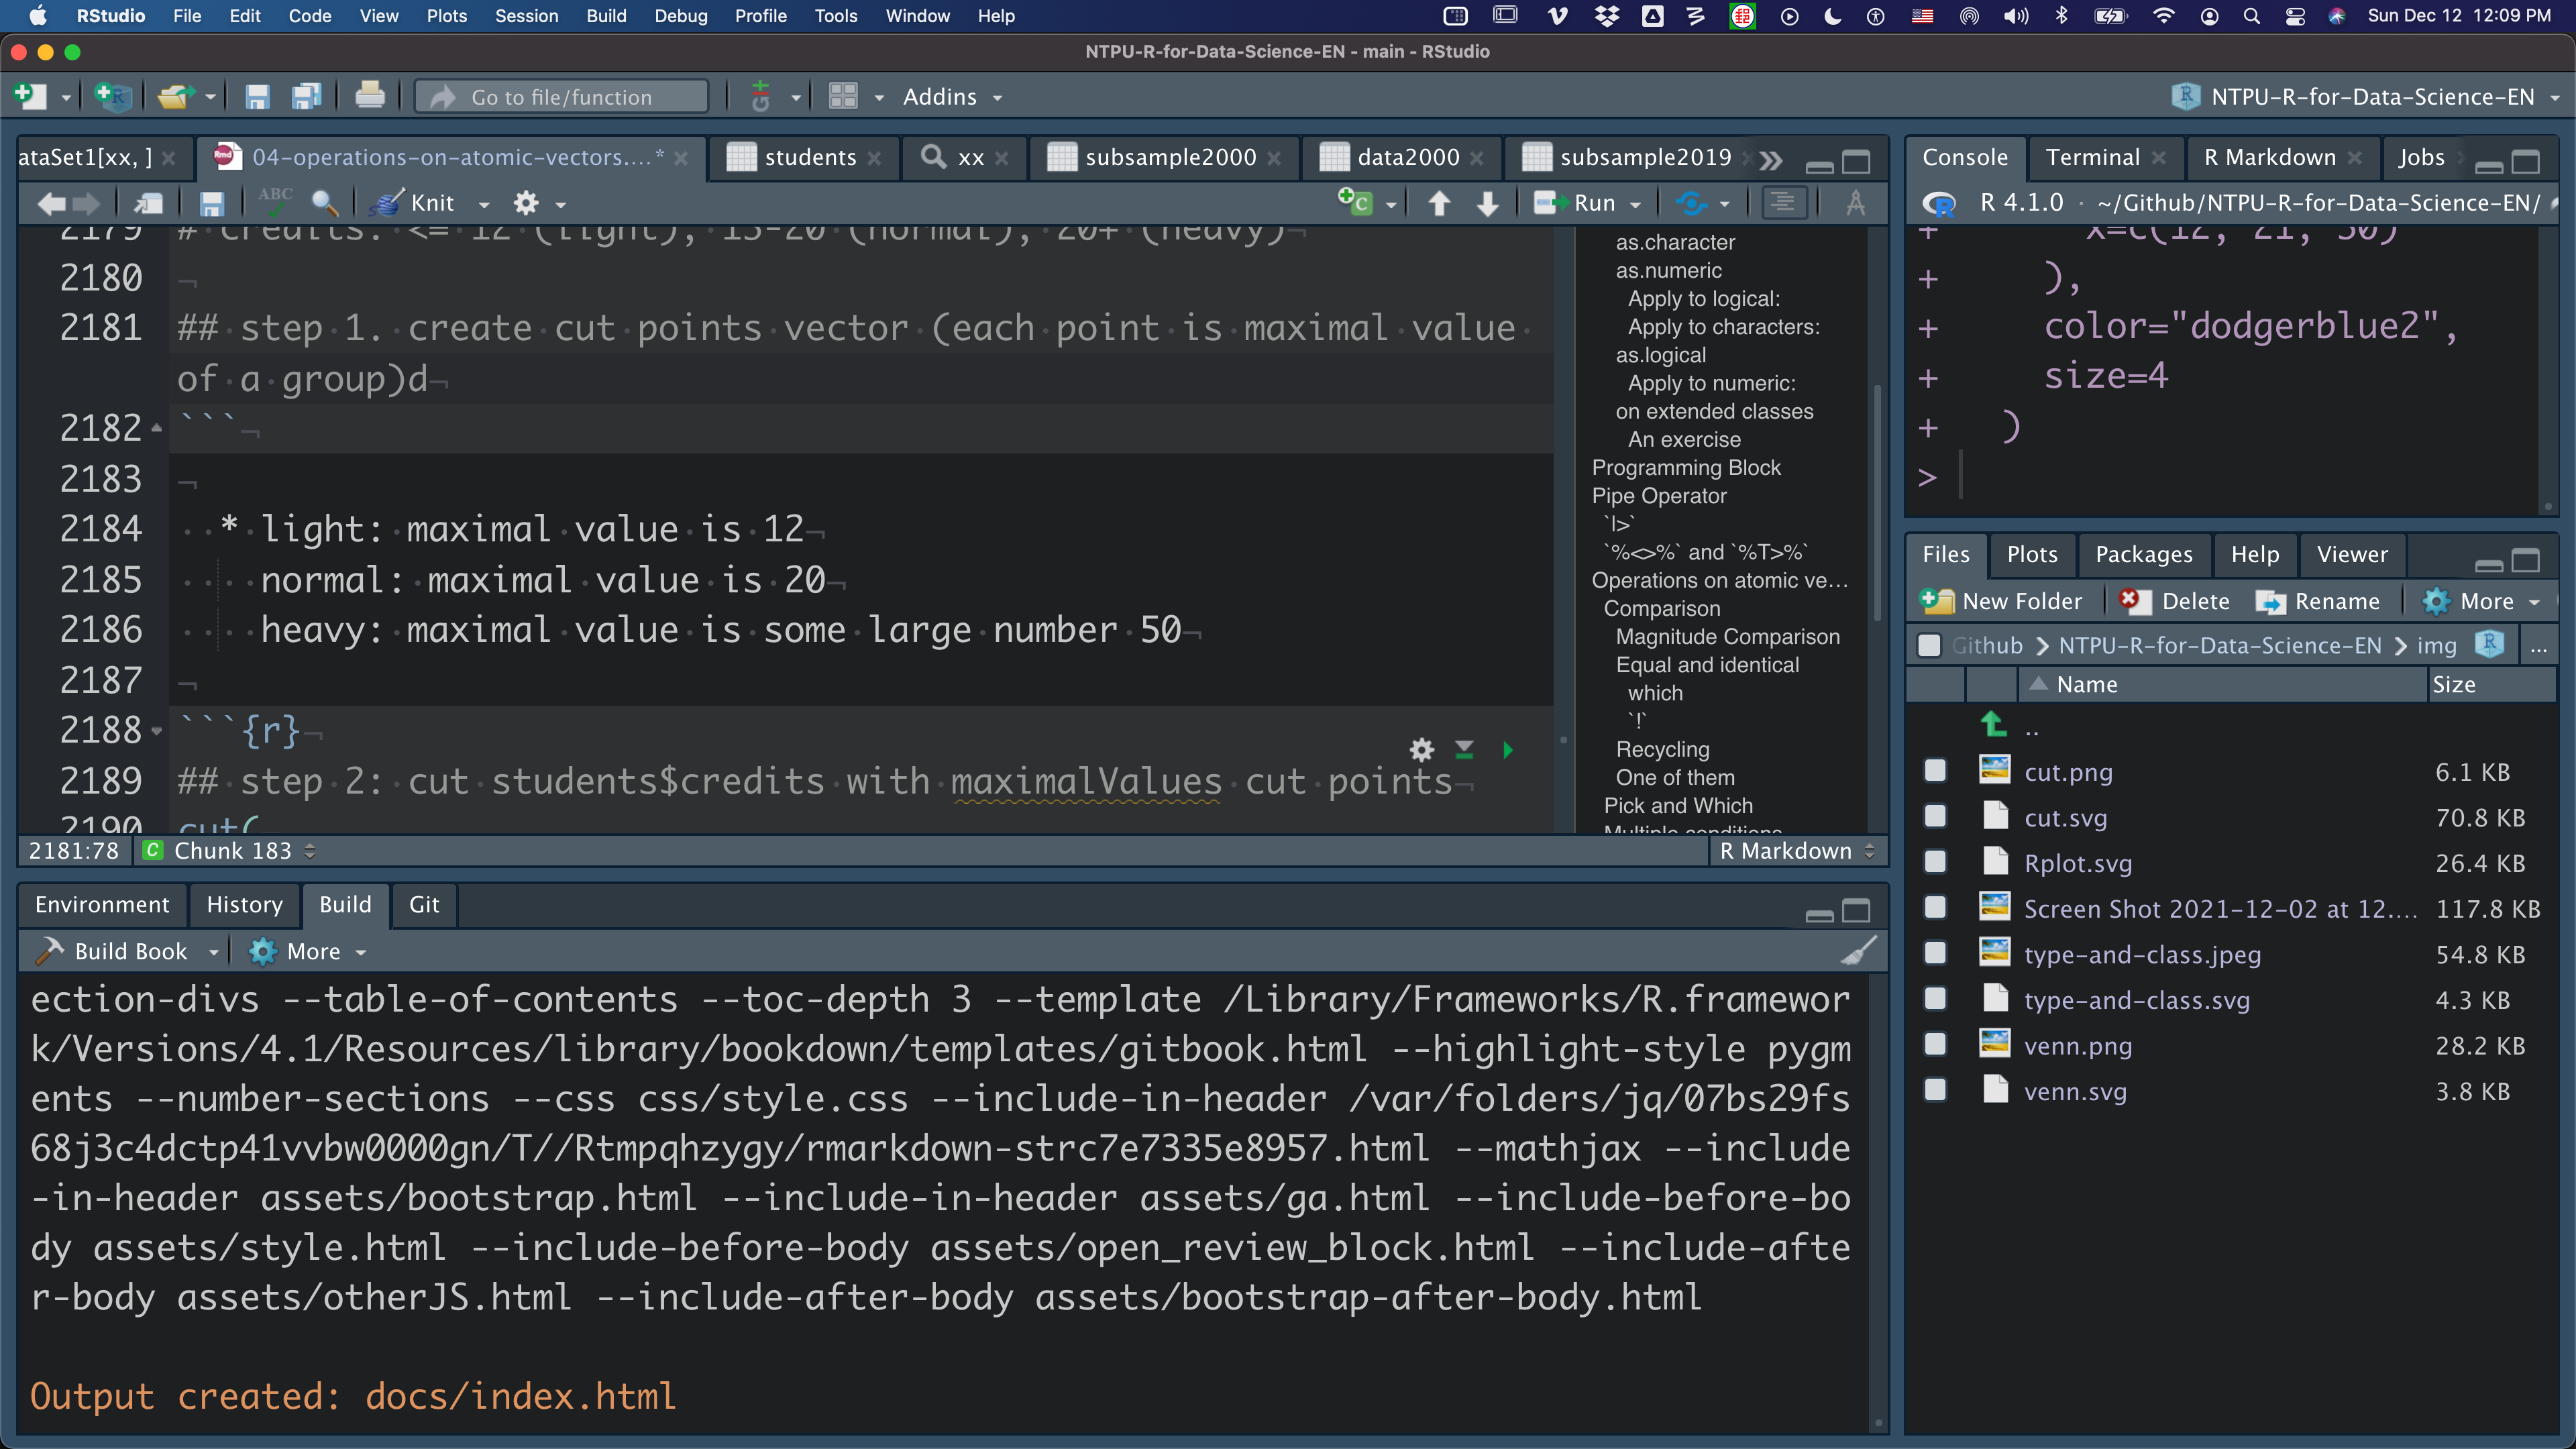 RStudio File Edit Code View Plots Session Build Debug Profile Tools Window Help Sun Dec 12 12:09 PM
NTPU-R-for-Data-Science-EN - main - RStudio
Go to file/function Addins NTPU-R-for-Data-Science-EN
ataSet1[xx, ] 04-operations-on-atomic-vectors....* students xx subsample2000 data2000 subsample2019
ABC Knit Run
2179 # credits: <= 12 (light), 13-20 (normal), 20+ (heavy)
2180
2181 ## step 1. create cut points vector (each point is maximal value
of a group)d
2182 ```
2183
2184 * light: maximal value is 12
2185 normal: maximal value is 20
2186 heavy: maximal value is some large number 50
2187
2188 ```{r}
2189 ## step 2: cut students$credits with maximalValues cut points
2190 cut(
2181:78 Chunk 183 R Markdown
as.character
as.numeric
Apply to logical:
Apply to characters:
as.logical
Apply to numeric:
on extended classes
An exercise
Programming Block
Pipe Operator
`|>`
`%<>%` and `%T>%`
Operations on atomic ve...
Comparison
Magnitude Comparison
Equal and identical
which
`!`
Recycling
One of them
Pick and Which
Multiple conditions
Console Terminal R Markdown Jobs
R 4.1.0 · ~/Github/NTPU-R-for-Data-Science-EN/
+ x=c(12, 21, 50)
+ ),
+ color="dodgerblue2",
+ size=4
+ )
>
Environment History Build Git
Build Book More
ection-divs --table-of-contents --toc-depth 3 --template /Library/Frameworks/R.framewor
k/Versions/4.1/Resources/library/bookdown/templates/gitbook.html --highlight-style pygm
ents --number-sections --css css/style.css --include-in-header /var/folders/jq/07bs29fs
68j3c4dctp41vvbw0000gn/T//Rtmpqhzygy/rmarkdown-strc7e7335e8957.html --mathjax --include
-in-header assets/bootstrap.html --include-in-header assets/ga.html --include-before-bo
dy assets/style.html --include-before-body assets/open_review_block.html --include-afte
r-body assets/otherJS.html --include-after-body assets/bootstrap-after-body.html
Output created: docs/index.html
Files Plots Packages Help Viewer
New Folder Delete Rename More
Github NTPU-R-for-Data-Science-EN img ...
Name Size
..
cut.png 6.1 KB
cut.svg 70.8 KB
Rplot.svg 26.4 KB
Screen Shot 2021-12-02 at 12.... 117.8 KB
type-and-class.jpeg 54.8 KB
type-and-class.svg 4.3 KB
venn.png 28.2 KB
venn.svg 3.8 KB